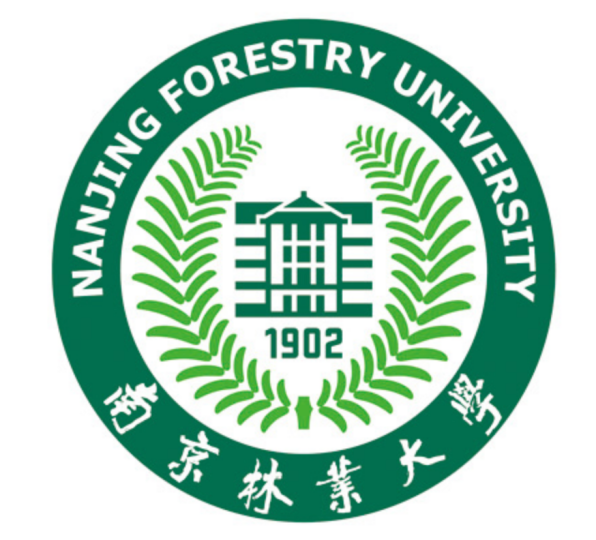 NANJING FORESTRY UNIVERSITY
1902
南京林業大學